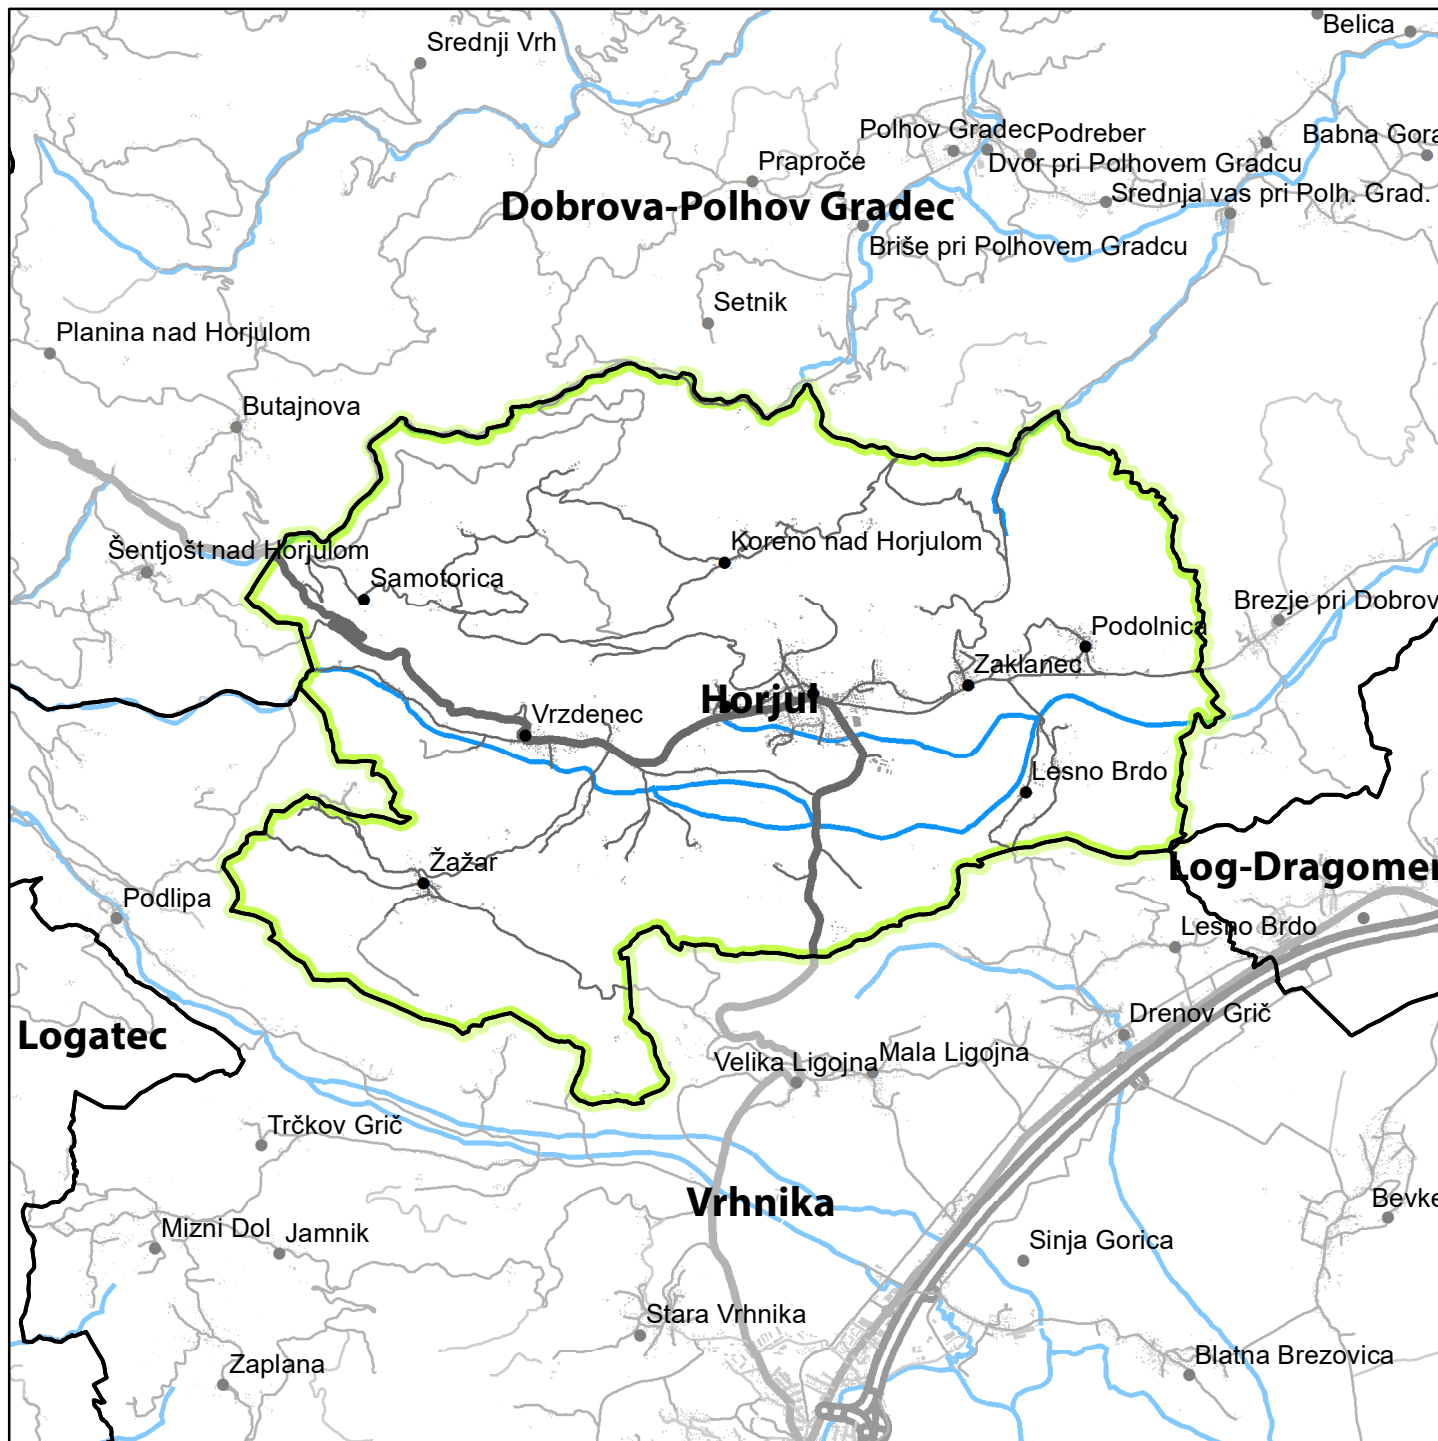 Belica
Srednji Vrh
Polhov Gradec
Podreber
Babna Gora
Praproče
Dvor pri Polhovem Gradcu
Srednja vas pri Polh. Grad.
Dobrova-Polhov Gradec
Briše pri Polhovem Gradcu
Setnik
Planina nad Horjulom
Butajnova
Koreno nad Horjulom
Šentjošt nad Horjulom
Samotorica
Brezje pri Dobrov
Podolnica
Zaklanec
Horjul
Vrzdenec
Lesno Brdo
Žažar
Log-Dragomer
Podlipa
Lesno Brdo
Drenov Grič
Logatec
Mala Ligojna
Velika Ligojna
Trčkov Grič
Vrhnika
Bevke
Mizni Dol
Jamnik
Sinja Gorica
Stara Vrhnika
Blatna Brezovica
Zaplana